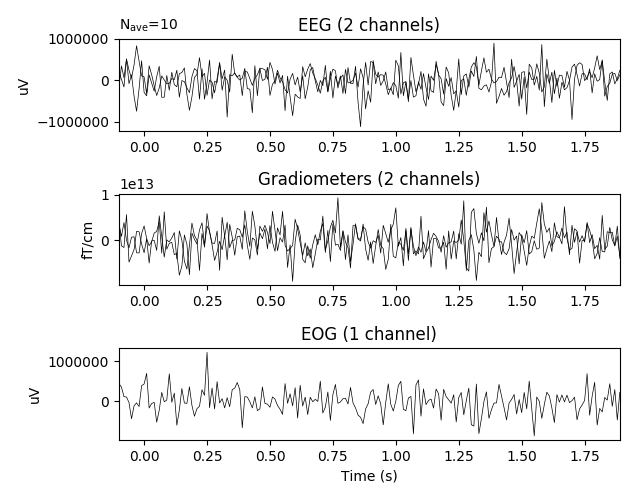 N_ave=10
EEG (2 channels)
1000000
0
−1000000
uV
0.00 0.25 0.50 0.75 1.00 1.25 1.50 1.75
1e13
Gradiometers (2 channels)
1
0
fT/cm
0.00 0.25 0.50 0.75 1.00 1.25 1.50 1.75
EOG (1 channel)
1000000
0
uV
0.00 0.25 0.50 0.75 1.00 1.25 1.50 1.75
Time (s)